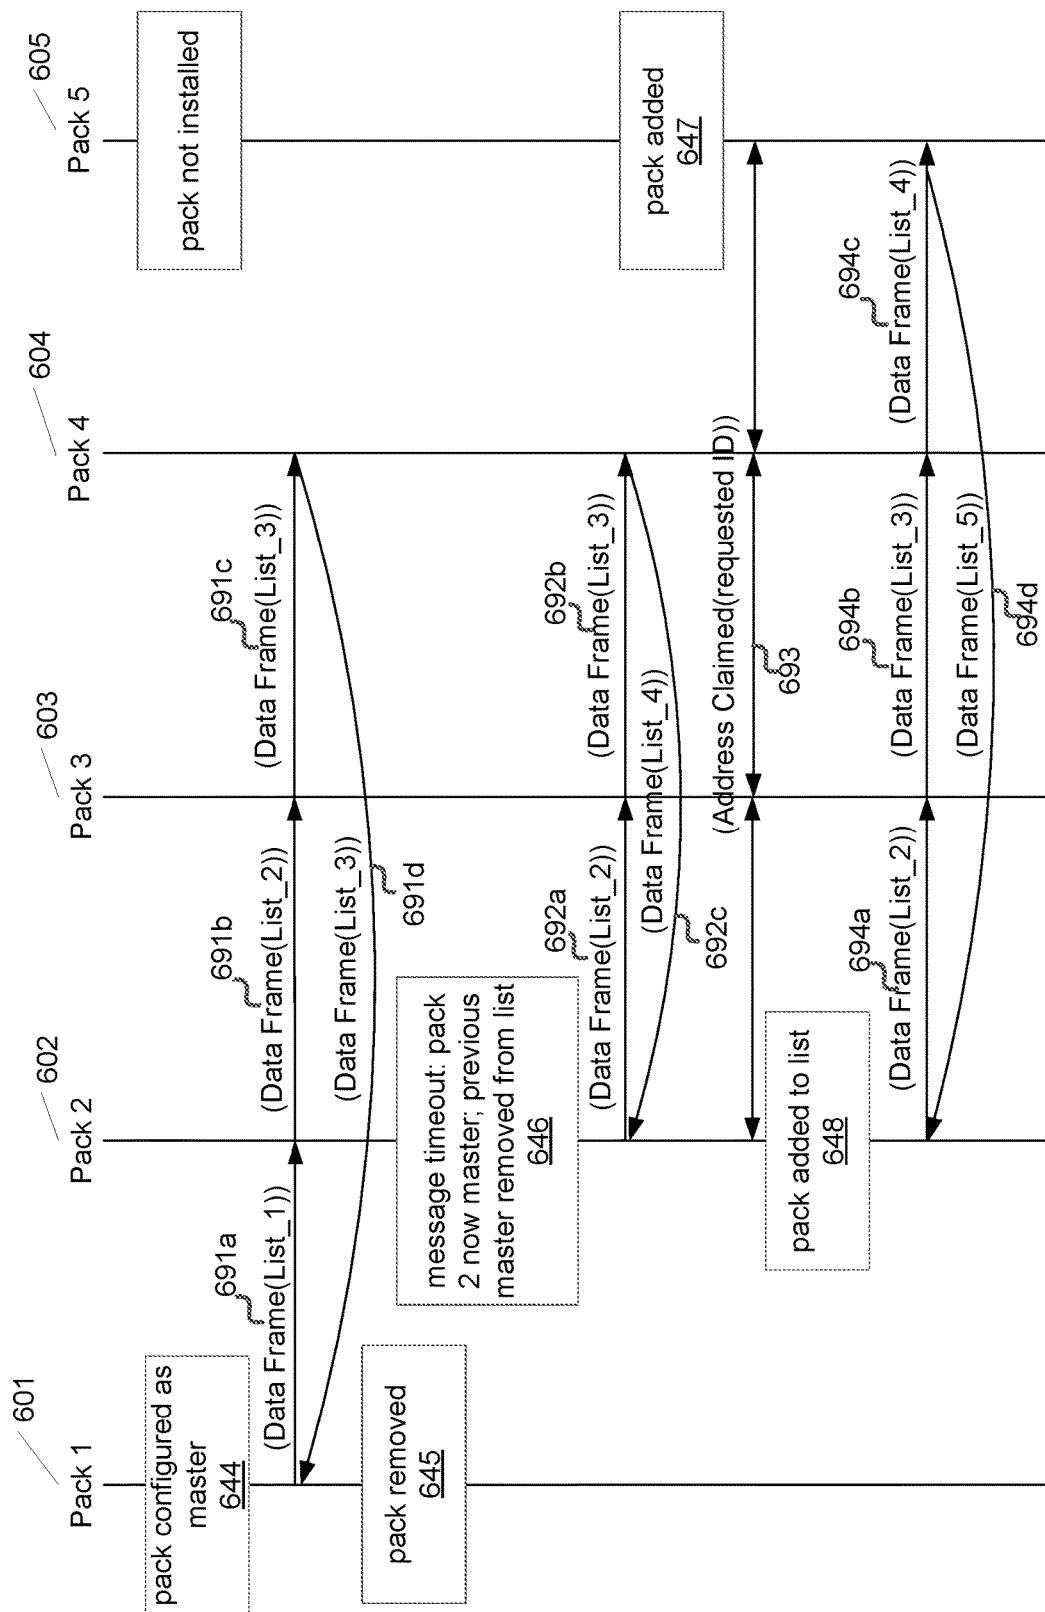 601
602
603
604
605
Pack 1
Pack 2
Pack 3
Pack 4
Pack 5
pack configured as
master
644
pack not installed
691a
691b
691c
(Data Frame(List_1))
(Data Frame(List_2))
(Data Frame(List_3))
(Data Frame(List_3))
691d
pack removed
645
message timeout: pack
2 now master; previous
master removed from list
646
692a
692b
(Data Frame(List_2))
(Data Frame(List_3))
(Data Frame(List_4))
692c
pack added
647
(Address Claimed(requested ID))
693
pack added to list
648
694a
694b
694c
(Data Frame(List_2))
(Data Frame(List_3))
(Data Frame(List_4))
(Data Frame(List_5))
694d